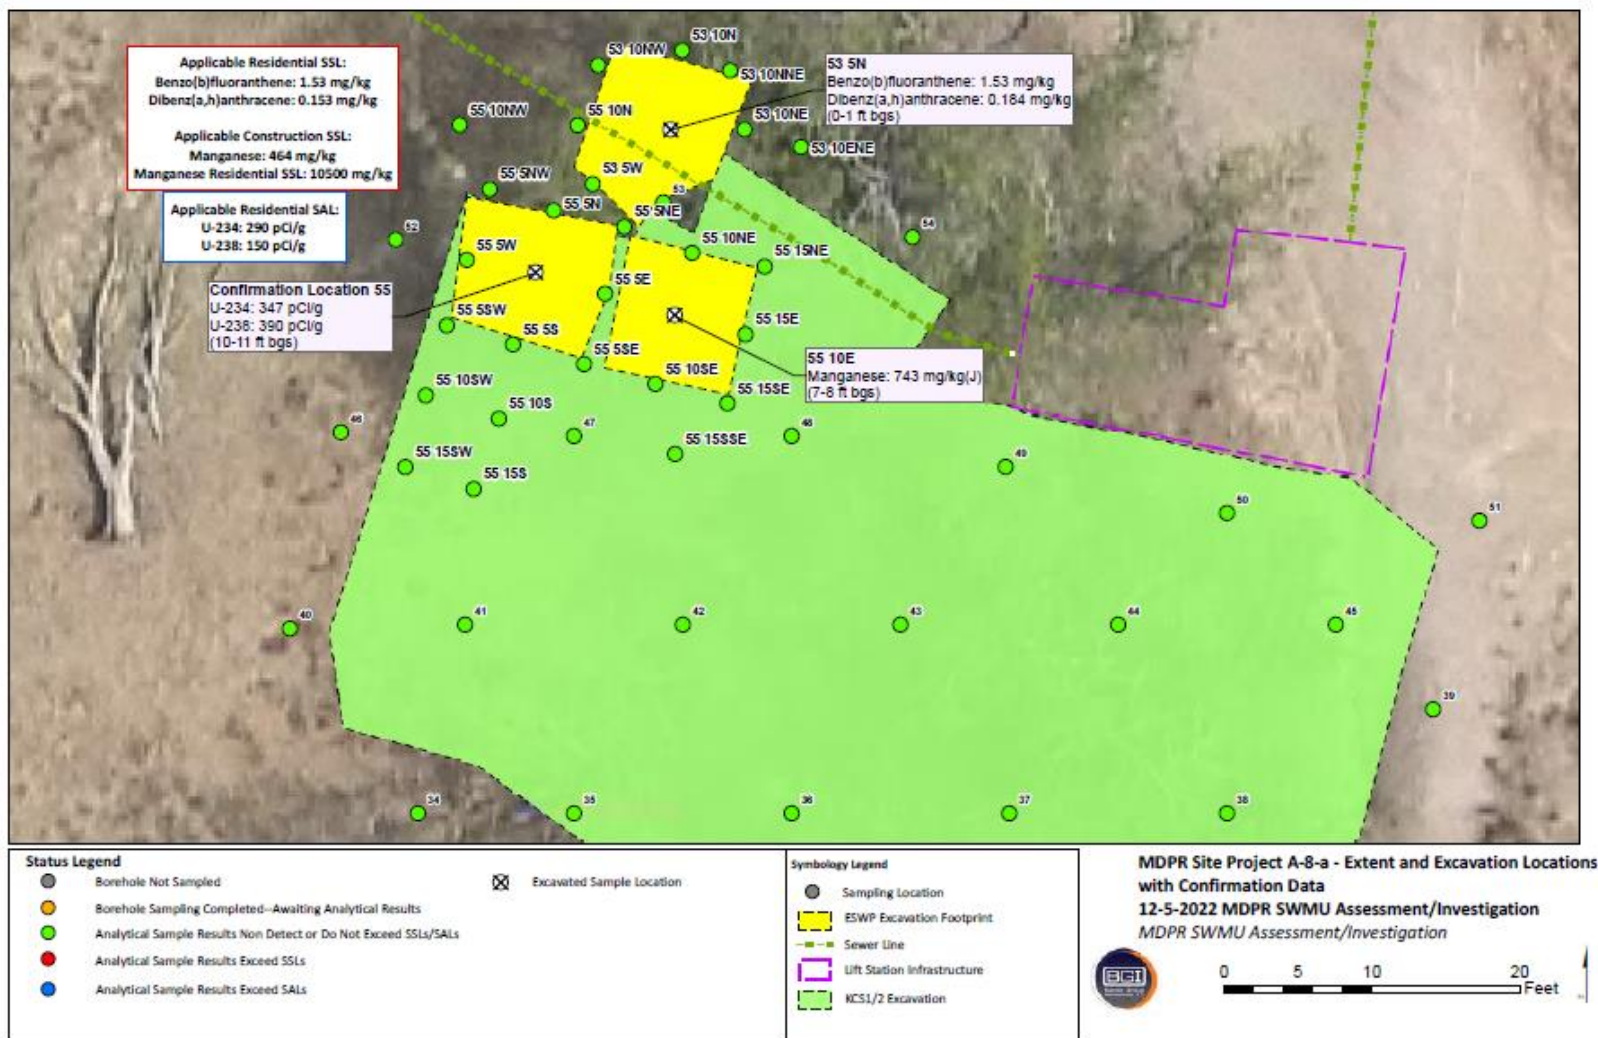 Applicable Residential SSL:
Benzo(b)fluoranthene: 1.53 mg/kg
Dibenz(a,h)anthracene: 0.153 mg/kg
Applicable Construction SSL:
Manganese: 464 mg/kg
Manganese Residential SSL: 10500 mg/kg
Applicable Residential SAL:
U-234: 290 pCi/g
U-238: 150 pCi/g
53 5N
Benzo(b)fluoranthene: 1.53 mg/kg
Dibenz(a,h)anthracene: 0.184 mg/kg
(0-1 ft bgs)
Confirmation Location 55
U-234: 347 pCi/g
U-238: 390 pCi/g
(10-11 ft bgs)
55 10E
Manganese: 743 mg/kg(J)
(7-8 ft bgs)
53 10N
53 10NW
53 10NNE
55 10NW
55 10N
53 10NE
53 10ENE
53 5W
55 5NW
53
55 5N
55 5NE
52
54
55 5W
55 10NE
55 15NE
55 5E
55 5SW
55 5S
55 15E
55 5SE
55 10SE
55 10SW
55 15SE
55 10S
46
47
48
55 15SW
55 15SSE
49
55 15S
50
51
40
41
42
43
44
45
39
34
35
36
37
38
Status Legend
Borehole Not Sampled
Borehole Sampling Completed--Awaiting Analytical Results
Analytical Sample Results Non Detect or Do Not Exceed SSLs/SALs
Analytical Sample Results Exceed SSLs
Analytical Sample Results Exceed SALs
Excavated Sample Location
Symbology Legend
Sampling Location
ESWP Excavation Footprint
Sewer Line
Lift Station Infrastructure
KCS1/2 Excavation
MDPR Site Project A-8-a - Extent and Excavation Locations
with Confirmation Data
12-5-2022 MDPR SWMU Assessment/Investigation
MDPR SWMU Assessment/Investigation
BGI
0 5 10 20
Feet